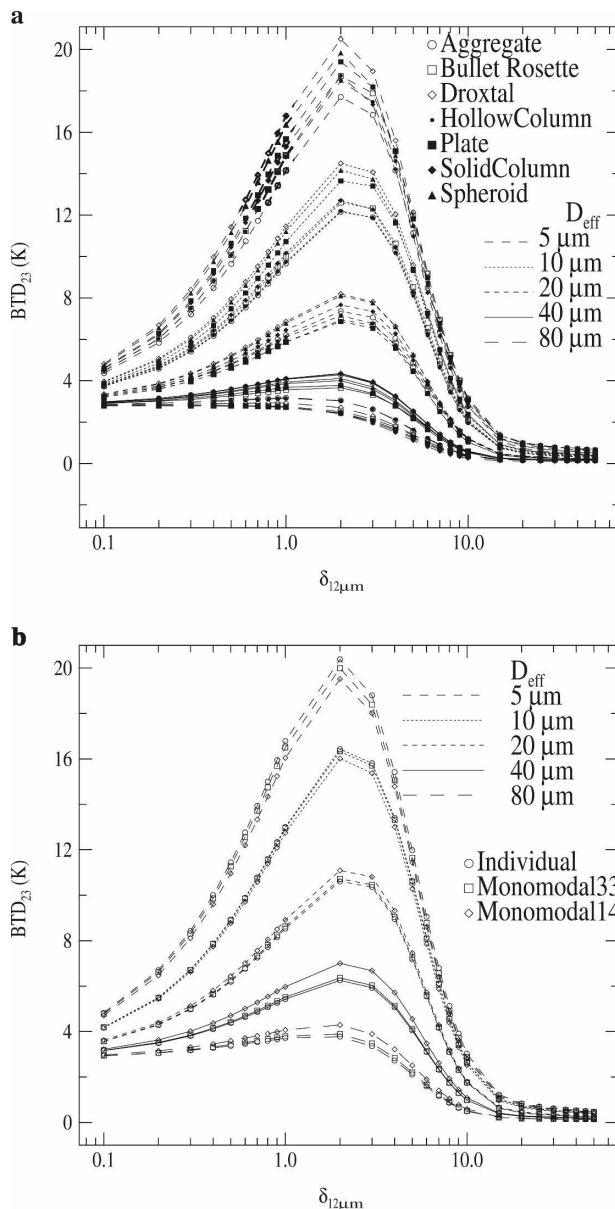 a
20
16
12
8
4
0
BTD23 (K)
Aggregate
Bullet Rosette
Droxtal
HollowColumn
Plate
SolidColumn
Spheroid
Deff
5 µm
10 µm
20 µm
40 µm
80 µm
0.1 1.0 10.0
δ12µm
b
20
16
12
8
4
0
BTD23 (K)
Deff
5 µm
10 µm
20 µm
40 µm
80 µm
Individual
Monomodal33
Monomodal14
0.1 1.0 10.0
δ12µm